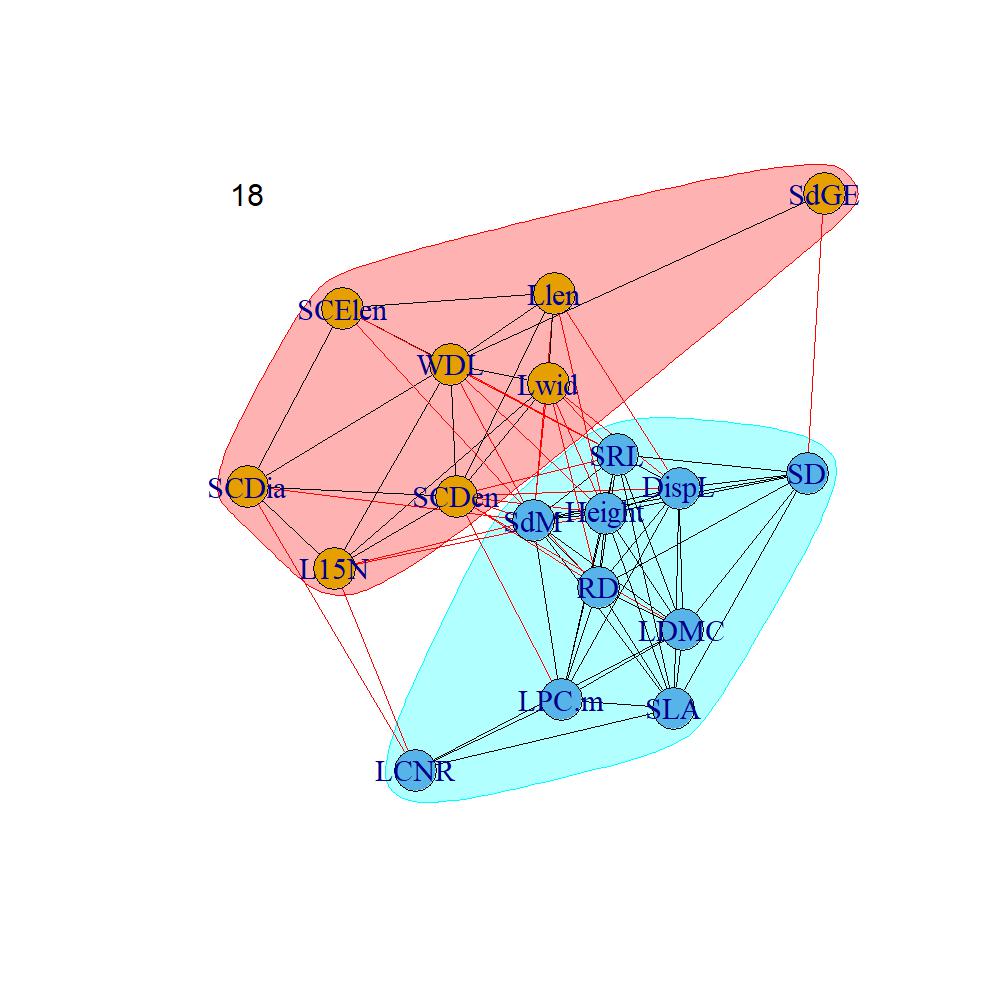 18
SdGE
SCElen
Llen
WDL
Lwid
SRL
SD
SCDia
DispL
SCDen
Height
SdM
L15N
RD
LDMC
LPC.m
SLA
LCNR